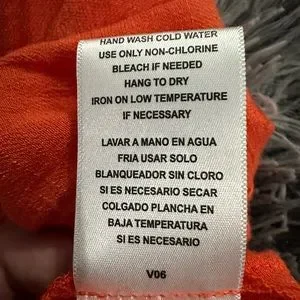 HAND WASH COLD WATER
USE ONLY NON-CHLORINE
BLEACH IF NEEDED
HANG TO DRY
IRON ON LOW TEMPERATURE
IF NECESSARY
LAVAR A MANO EN AGUA
FRIA USAR SOLO
BLANQUEADOR SIN CLORO
SI ES NECESARIO SECAR
COLGADO PLANCHA EN
BAJA TEMPERATURA
SI ES NECESARIO
V06